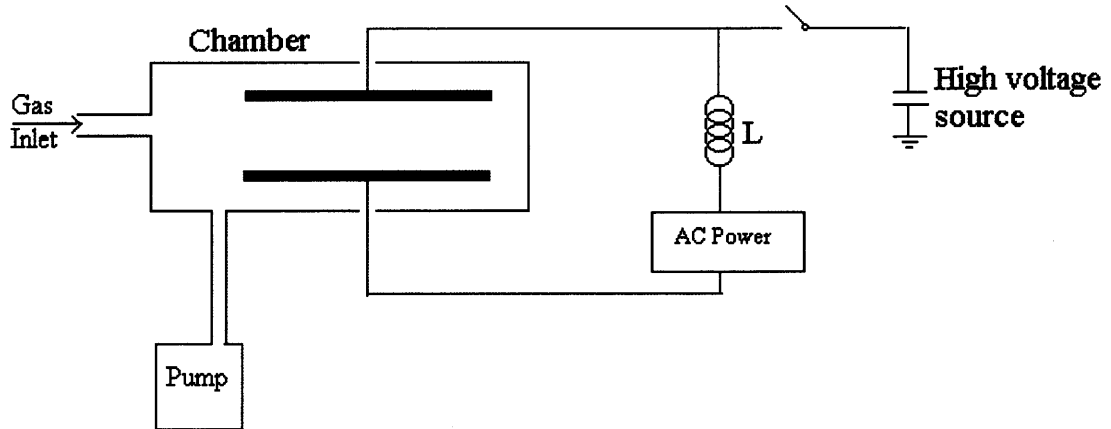 Chamber
Gas
Inlet
High voltage
source
L
AC Power
Pump